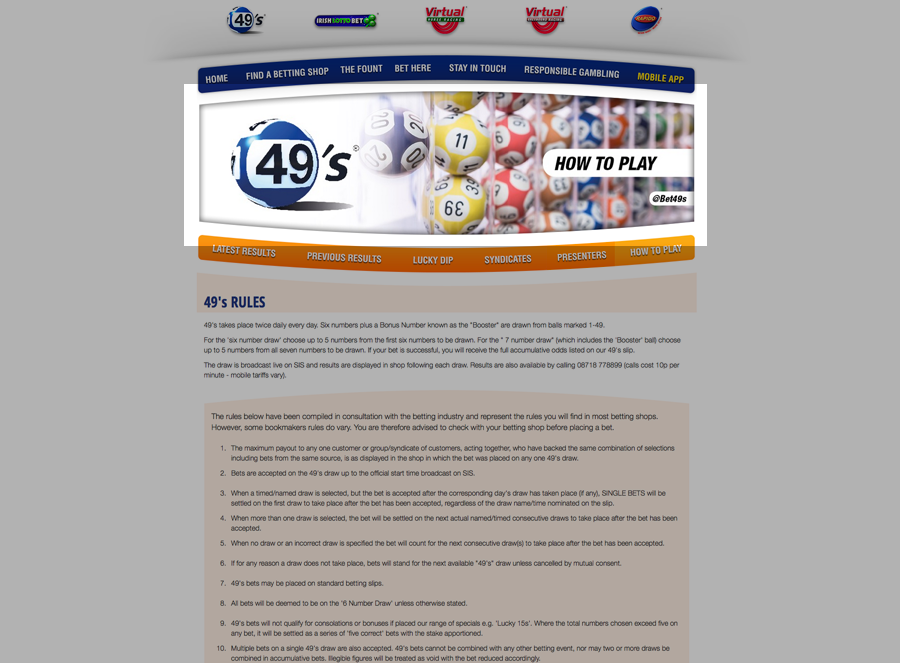 49's
IRISH LOTTO BET
Virtual
HORSE RACING
Virtual
GREYHOUND RACING
RAPIDO
HOME
FIND A BETTING SHOP
THE FOUNT
BET HERE
STAY IN TOUCH
RESPONSIBLE GAMBLING
MOBILE APP
49's®
20
20
11
39
HOW TO PLAY
@Bet49s
LATEST RESULTS
PREVIOUS RESULTS
LUCKY DIP
SYNDICATES
PRESENTERS
HOW TO PLAY
49's RULES
49's takes place twice daily every day. Six numbers plus a Bonus Number known as the "Booster" are drawn from balls marked 1-49.
For the 'six number draw' choose up to 5 numbers from the first six numbers to be drawn. For the " 7 number draw" (which includes the 'Booster' ball) choose
up to 5 numbers from all seven numbers to be drawn. If your bet is successful, you will receive the full accumulative odds listed on our 49's slip.
The draw is broadcast live on SIS and results are displayed in shop following each draw. Results are also available by calling 08718 778899 (calls cost 10p per
minute - mobile tariffs vary).
The rules below have been compiled in consultation with the betting industry and represent the rules you will find in most betting shops.
However, some bookmakers rules do vary. You are therefore advised to check with your betting shop before placing a bet.
1. The maximum payout to any one customer or group/syndicate of customers, acting together, who have backed the same combination of selections
including bets from the same source, is as displayed in the shop in which the bet was placed on any one 49's draw.
2. Bets are accepted on the 49's draw up to the official start time broadcast on SIS.
3. When a timed/named draw is selected, but the bet is accepted after the corresponding day's draw has taken place (if any), SINGLE BETS will be
settled on the first draw to take place after the bet has been accepted, regardless of the draw name/time nominated on the slip.
4. When more than one draw is selected, the bet will be settled on the next actual named/timed consecutive draws to take place after the bet has been
accepted.
5. When no draw or an incorrect draw is specified the bet will count for the next consecutive draw(s) to take place after the bet has been accepted.
6. If for any reason a draw does not take place, bets will stand for the next available "49's" draw unless cancelled by mutual consent.
7. 49's bets may be placed on standard betting slips.
8. All bets will be deemed to be on the '6 Number Draw' unless otherwise stated.
9. 49's bets will not qualify for consolations or bonuses if placed our range of specials e.g. 'Lucky 15s'. Where the total numbers chosen exceed five on
any bet, it will be settled as a series of 'five correct' bets with the stake apportioned.
10. Multiple bets on a single 49's draw are also accepted. 49's bets cannot be combined with any other betting event, nor may two or more draws be
combined in accumulative bets. Illegible figures will be treated as void with the bet reduced accordingly.